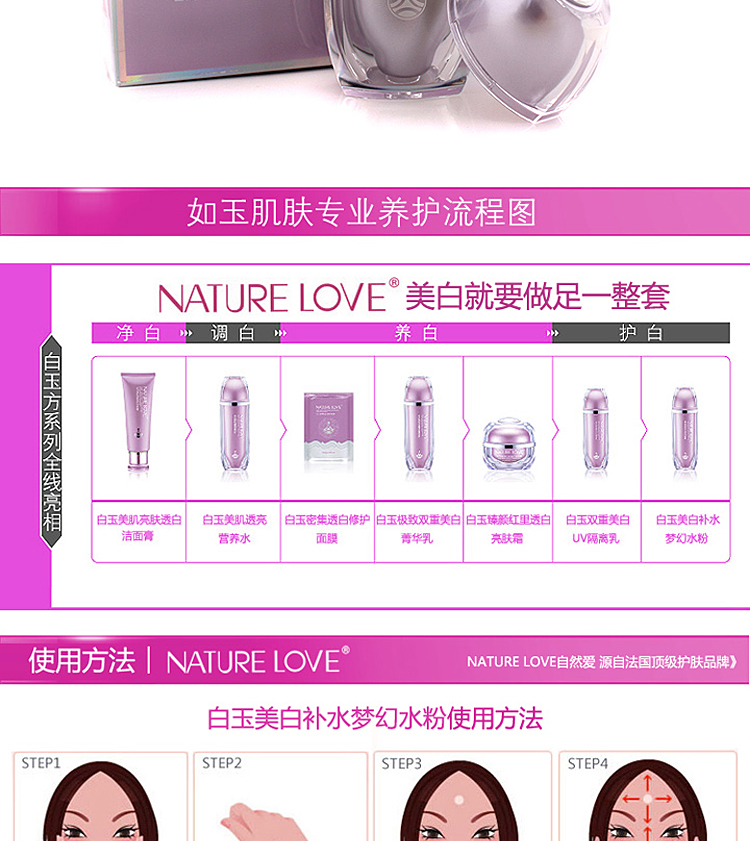 如玉肌肤专业养护流程图
NATURE LOVE® 美白就要做足一整套
净 白 调 白 养 白 护 白
白玉方系列全线亮相
NATURE LOVE
白玉美肌亮肤透白
洁面膏
白玉美肌透亮
营养水
白玉密集透白修护
面膜
白玉极致双重美白
菁华乳
白玉臻颜红里透白
亮肤霜
白玉双重美白
UV隔离乳
白玉美白补水
梦幻水粉
使用方法 | NATURE LOVE®
NATURE LOVE自然爱 源自法国顶级护肤品牌》
白玉美白补水梦幻水粉使用方法
STEP1
STEP2
STEP3
STEP4